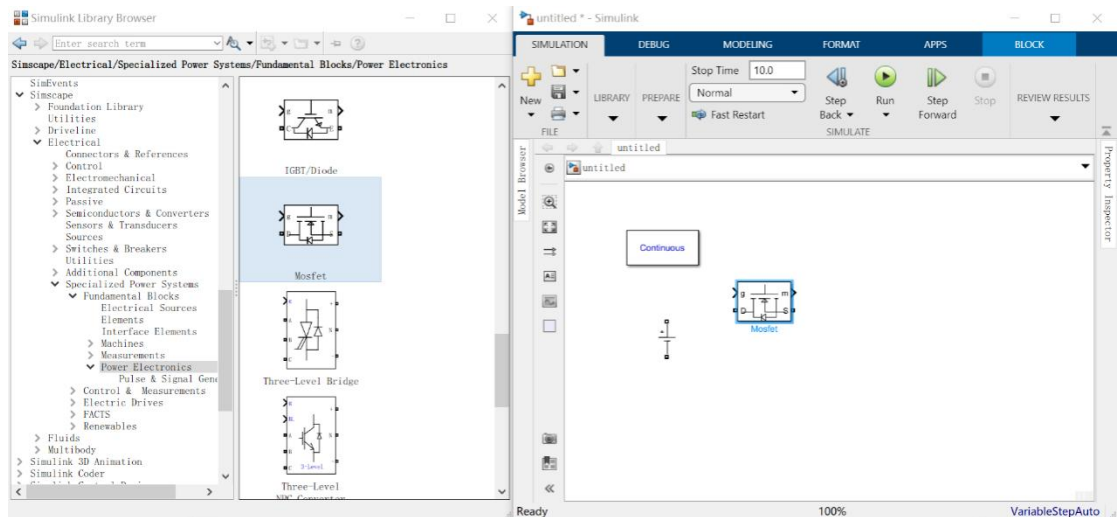 Simulink Library Browser
Enter search term
Simscape/Electrical/Specialized Power Systems/Fundamental Blocks/Power Electronics
SimEvents
Simscape
Foundation Library
Utilities
Driveline
Electrical
Connectors & References
Control
Electromechanical
Integrated Circuits
Passive
Semiconductors & Converters
Sensors & Transducers
Sources
Switches & Breakers
Utilities
Additional Components
Specialized Power Systems
Fundamental Blocks
Electrical Sources
Elements
Interface Elements
Machines
Measurements
Power Electronics
Pulse & Signal Gene
Control & Measurements
Electric Drives
FACTS
Renewables
Fluids
Multibody
Simulink 3D Animation
Simulink Coder
g m
C E
IGBT/Diode
g m
D S
Mosfet
Three-Level Bridge
3-Level
Three-Level
NPC Converter
untitled * - Simulink
SIMULATION DEBUG MODELING FORMAT APPS BLOCK
New
FILE
LIBRARY
PREPARE
Stop Time 10.0
Normal
Fast Restart
Step Back
Run
Step Forward
Stop
SIMULATE
REVIEW RESULTS
Model Browser
untitled
untitled
Property Inspector
Continuous
g m
D S
Mosfet
Ready 100% VariableStepAuto